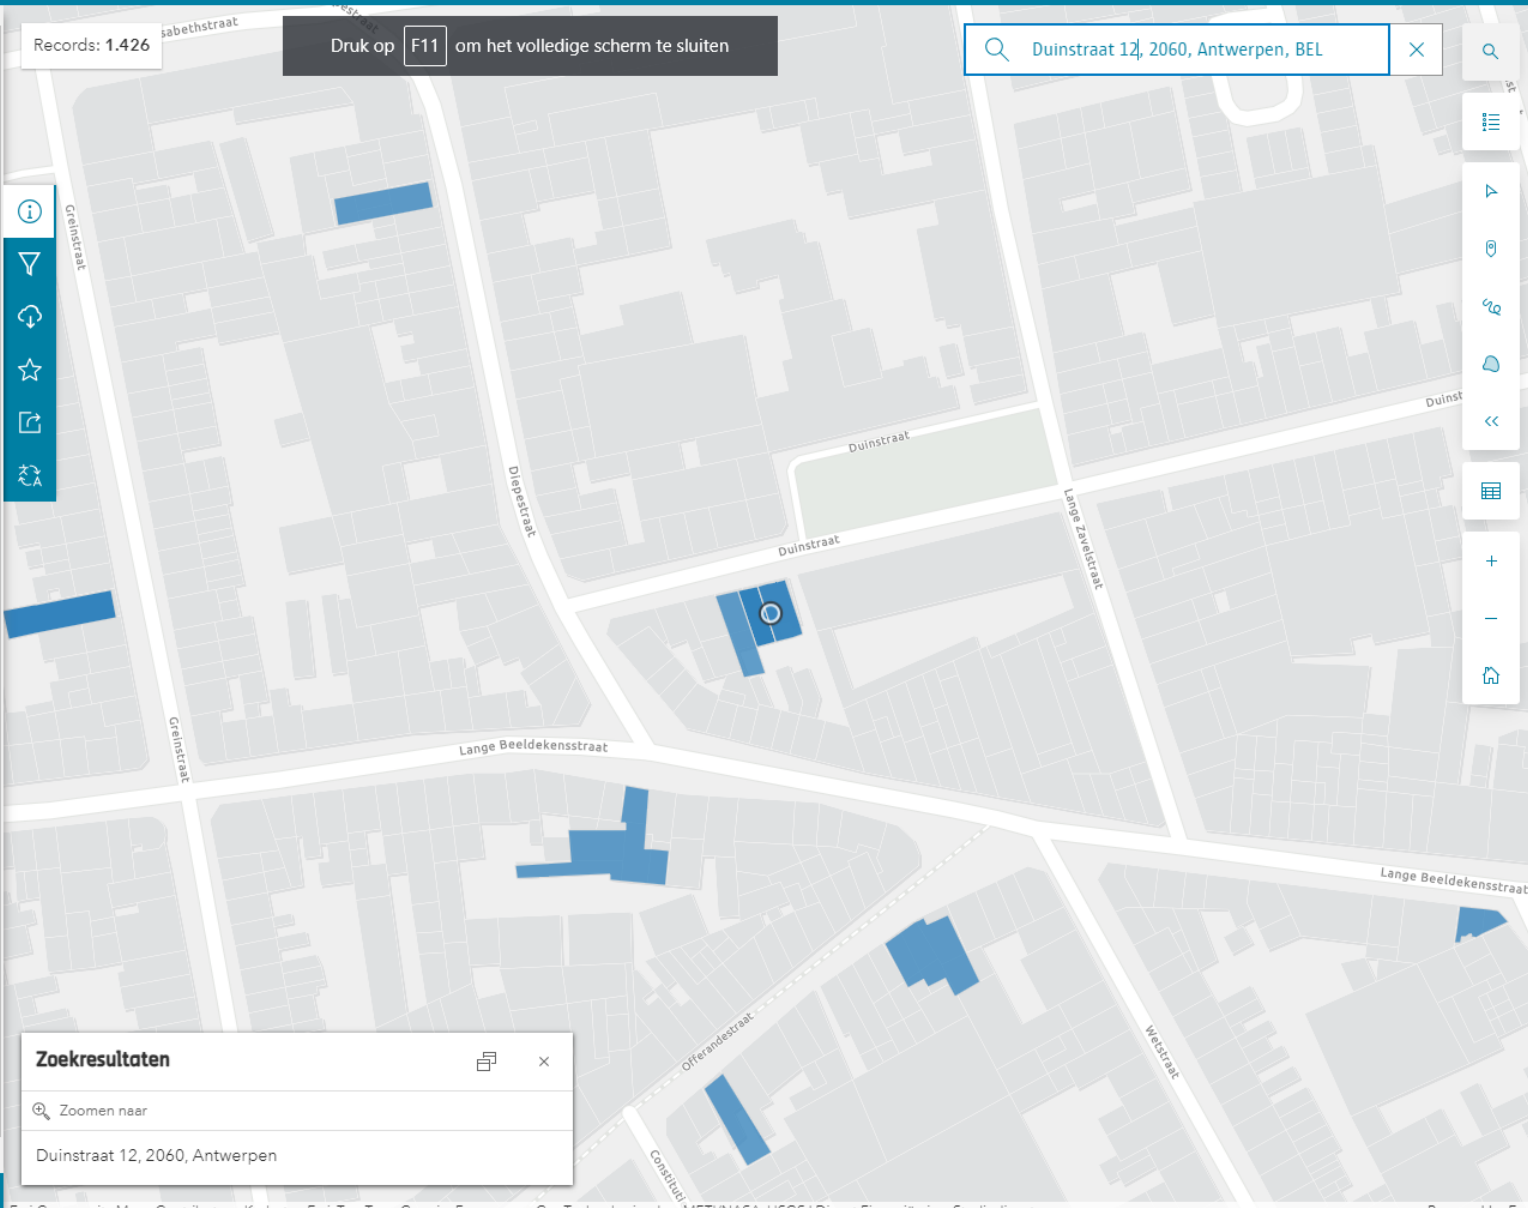 Records: 1.426
Druk op F11 om het volledige scherm te sluiten
Duinstraat 12, 2060, Antwerpen, BEL
Greinstraat
Duinst
Duinstraat
Diepestraat
Lange Zavelstraat
Duinstraat
Greinstraat
Lange Beeldekensstraat
Lange Beeldekensstraat
Offerandestraat
Wetstraat
Constituti
Zoekresultaten
Zoomen naar
Duinstraat 12, 2060, Antwerpen